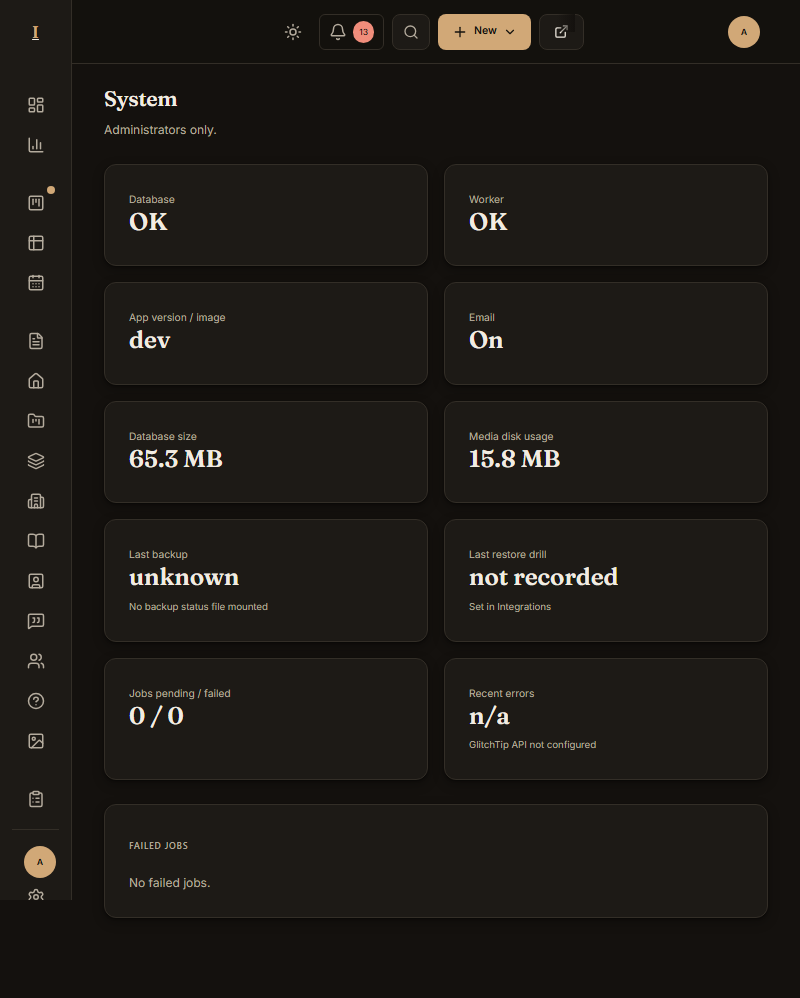 I
13
New
A
System
Administrators only.
Database
OK
Worker
OK
App version / image
dev
Email
On
Database size
65.3 MB
Media disk usage
15.8 MB
Last backup
unknown
No backup status file mounted
Last restore drill
not recorded
Set in Integrations
Jobs pending / failed
0 / 0
Recent errors
n/a
GlitchTip API not configured
FAILED JOBS
No failed jobs.
A